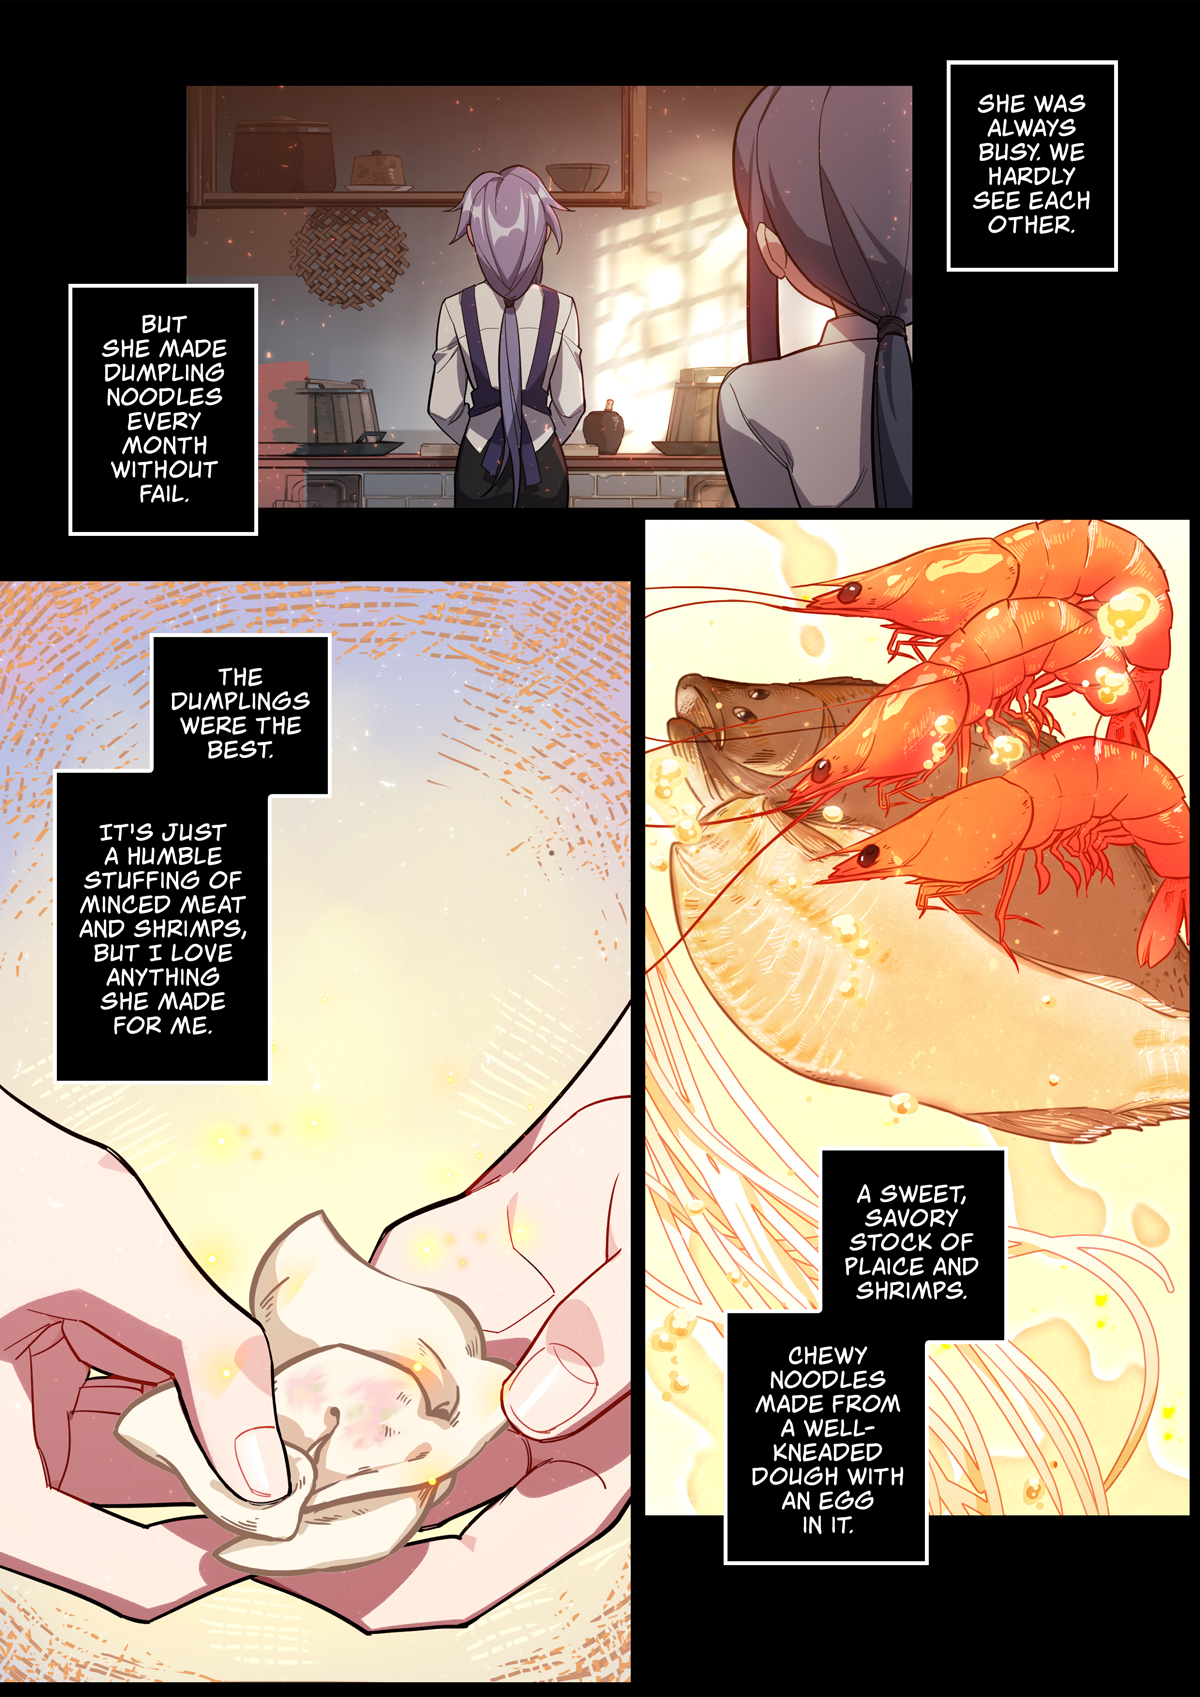 SHE WAS
ALWAYS
BUSY. WE
HARDLY
SEE EACH
OTHER.
BUT
SHE MADE
DUMPLING
NOODLES
EVERY
MONTH
WITHOUT
FAIL.
A SWEET,
SAVORY
STOCK OF
PLAICE AND
SHRIMPS.
CHEWY
NOODLES
MADE FROM
A WELL-
KNEADED
DOUGH WITH
AN EGG
IN IT.
THE
DUMPLINGS
WERE THE
BEST.
IT'S JUST
A HUMBLE
STUFFING OF
MINCED MEAT
AND SHRIMPS,
BUT I LOVE
ANYTHING
SHE MADE
FOR ME.